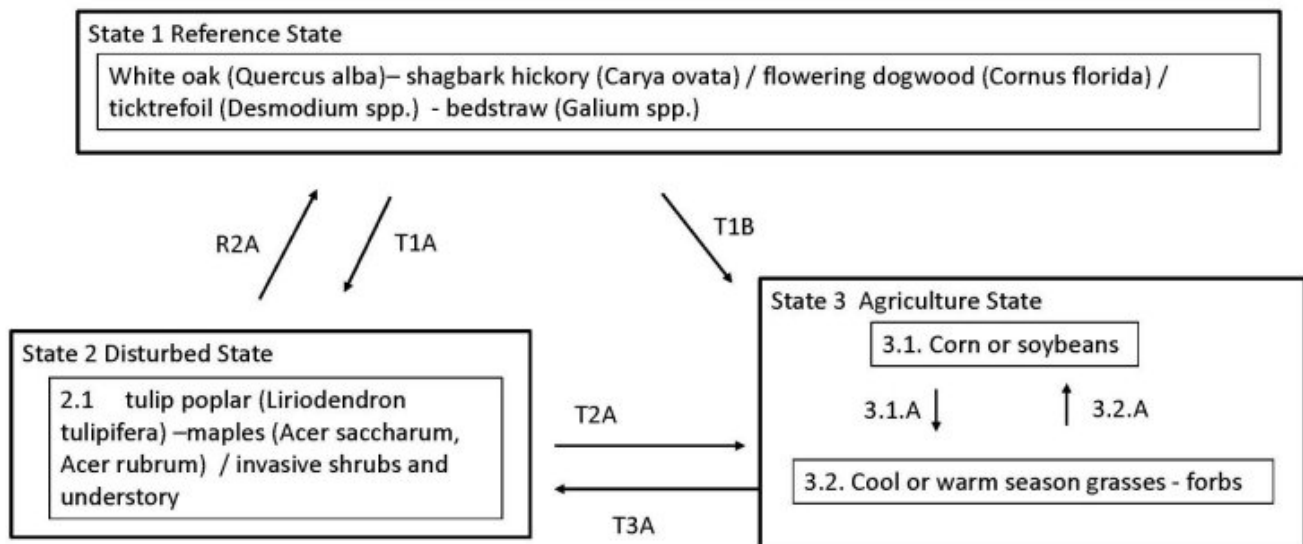 State 1 Reference State
White oak (Quercus alba)– shagbark hickory (Carya ovata) / flowering dogwood (Cornus florida) /
ticktrefoil (Desmodium spp.) - bedstraw (Galium spp.)
R2A
T1A
T1B
State 2 Disturbed State
2.1 tulip poplar (Liriodendron
tulipifera) –maples (Acer saccharum,
Acer rubrum) / invasive shrubs and
understory
T2A
T3A
State 3 Agriculture State
3.1. Corn or soybeans
3.1.A
3.2.A
3.2. Cool or warm season grasses - forbs